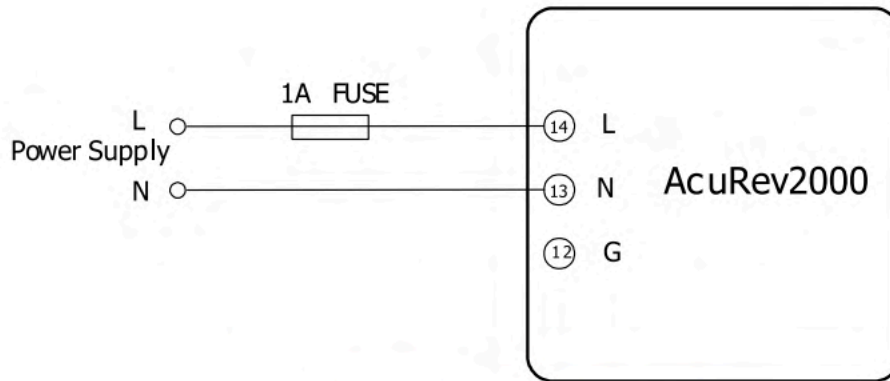 1A FUSE
L
Power Supply
N
14 L
13 N
12 G
AcuRev2000